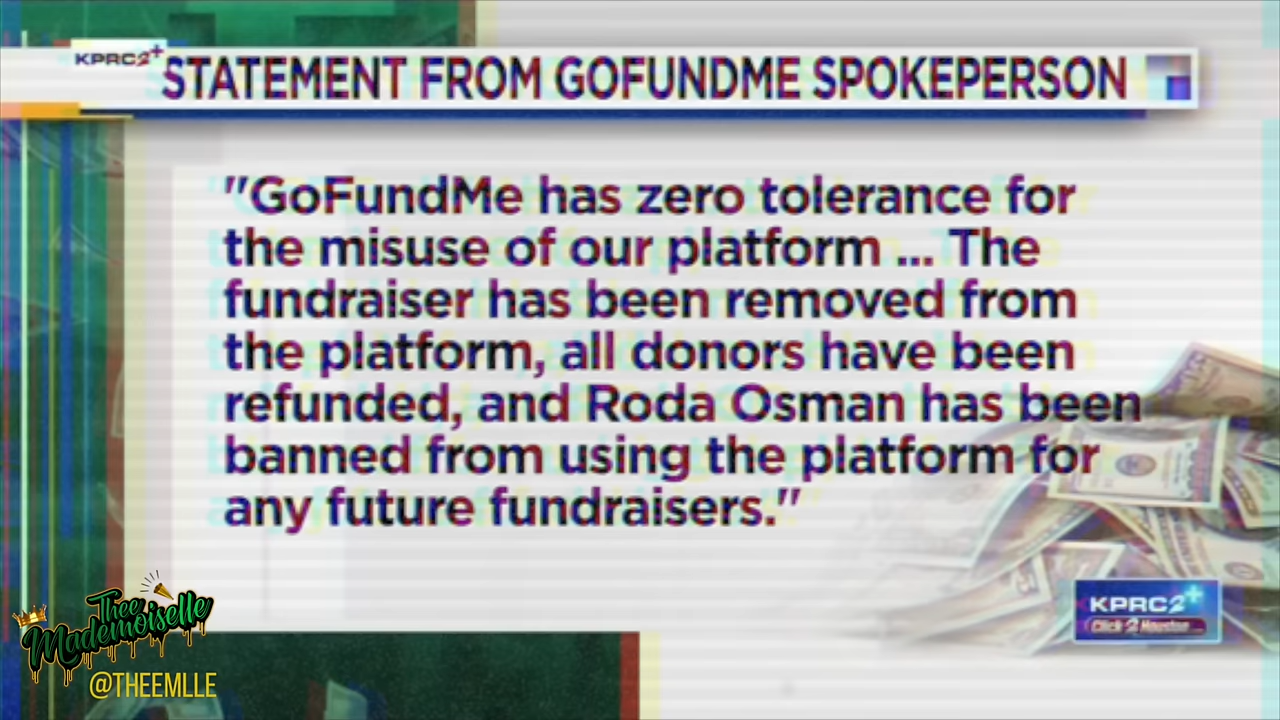 KPRC2+
STATEMENT FROM GOFUNDME SPOKEPERSON
"GoFundMe has zero tolerance for
the misuse of our platform ... The
fundraiser has been removed from
the platform, all donors have been
refunded, and Roda Osman has been
banned from using the platform for
any future fundraisers."
KPRC2+
Click 2 Houston
Thee
Mademoiselle
@THEEMLLE